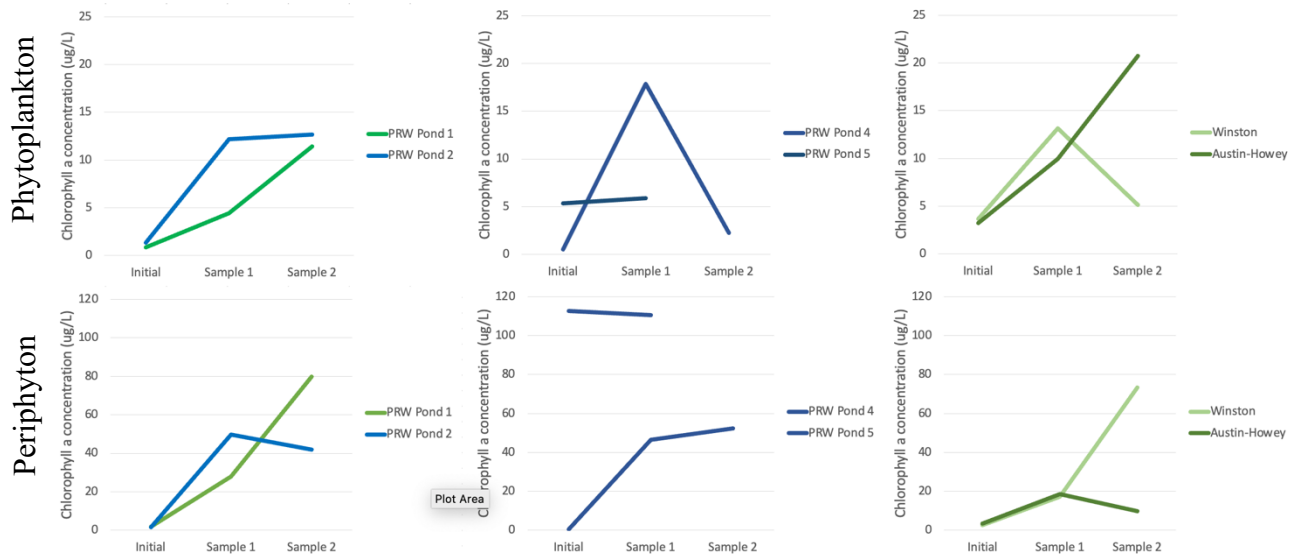 Phytoplankton
Chlorophyll a concentration (ug/L)
25
20
15
10
5
0
Initial
Sample 1
Sample 2
PRW Pond 1
PRW Pond 2
Chlorophyll a concentration (ug/L)
25
20
15
10
5
0
Initial
Sample 1
Sample 2
PRW Pond 4
PRW Pond 5
Chlorophyll a concentration (ug/L)
25
20
15
10
5
0
Initial
Sample 1
Sample 2
Winston
Austin-Howey
Periphyton
Chlorophyll a concentration (ug/L)
120
100
80
60
40
20
0
Initial
Sample 1
Sample 2
PRW Pond 1
PRW Pond 2
Plot Area
Chlorophyll a concentration (ug/L)
120
100
80
60
40
20
0
Initial
Sample 1
Sample 2
PRW Pond 4
PRW Pond 5
Chlorophyll a concentration (ug/L)
120
100
80
60
40
20
0
Initial
Sample 1
Sample 2
Winston
Austin-Howey